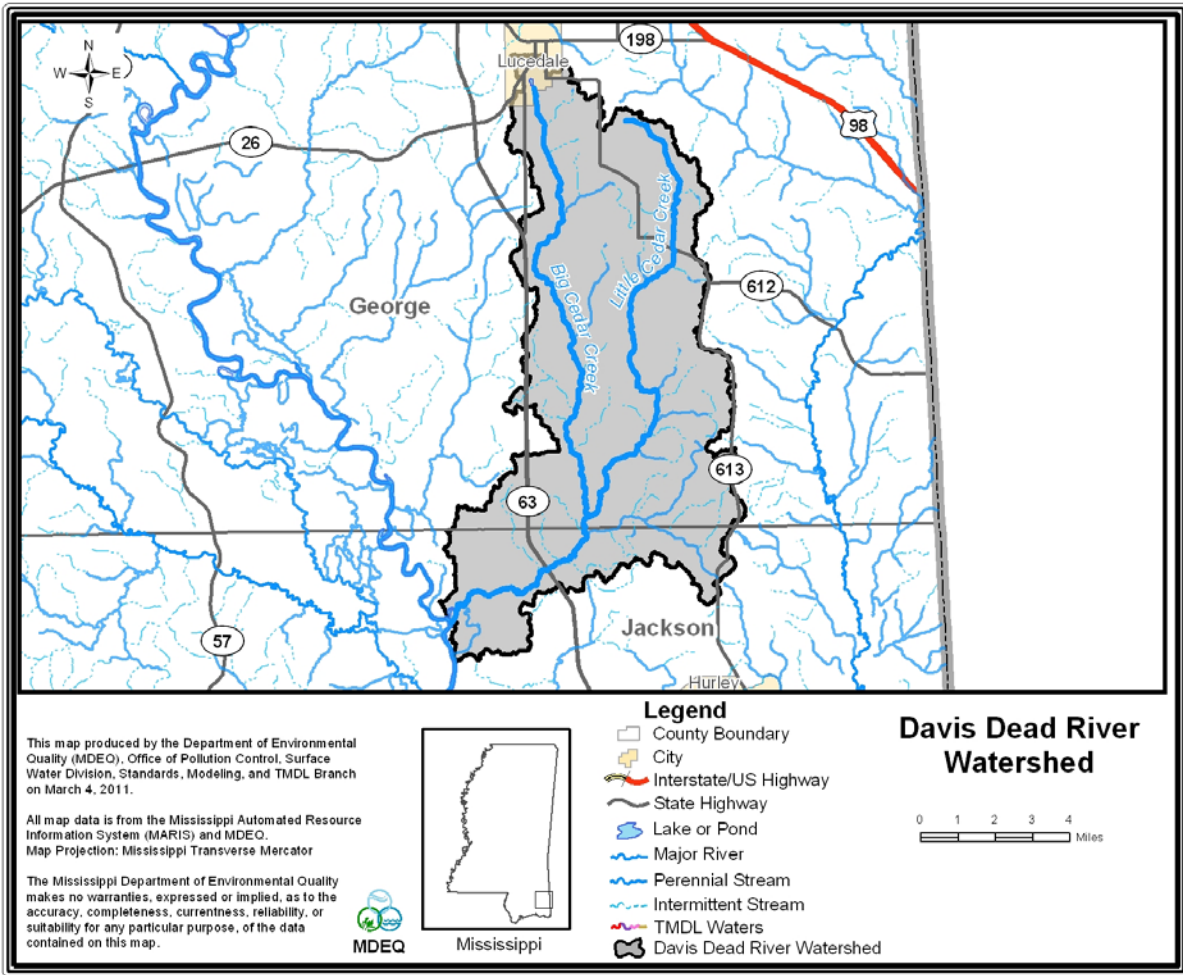 N
W E
S
Lucedale
198
98
26
Little Cedar Creek
Big Cedar Creek
612
George
613
63
Jackson
57
Hurley
This map produced by the Department of Environmental
Quality (MDEQ), Office of Pollution Control, Surface
Water Division, Standards, Modeling, and TMDL Branch
on March 4, 2011.
All map data is from the Mississippi Automated Resource
Information System (MARIS) and MDEQ.
Map Projection: Mississippi Transverse Mercator
The Mississippi Department of Environmental Quality
makes no warranties, expressed or implied, as to the
accuracy, completeness, currentness, reliability, or
suitability for any particular purpose, of the data
contained on this map.
MDEQ
Mississippi
Legend
County Boundary
City
Interstate/US Highway
State Highway
Lake or Pond
Major River
Perennial Stream
Intermittent Stream
TMDL Waters
Davis Dead River Watershed
Davis Dead River
Watershed
0 1 2 3 4
Miles